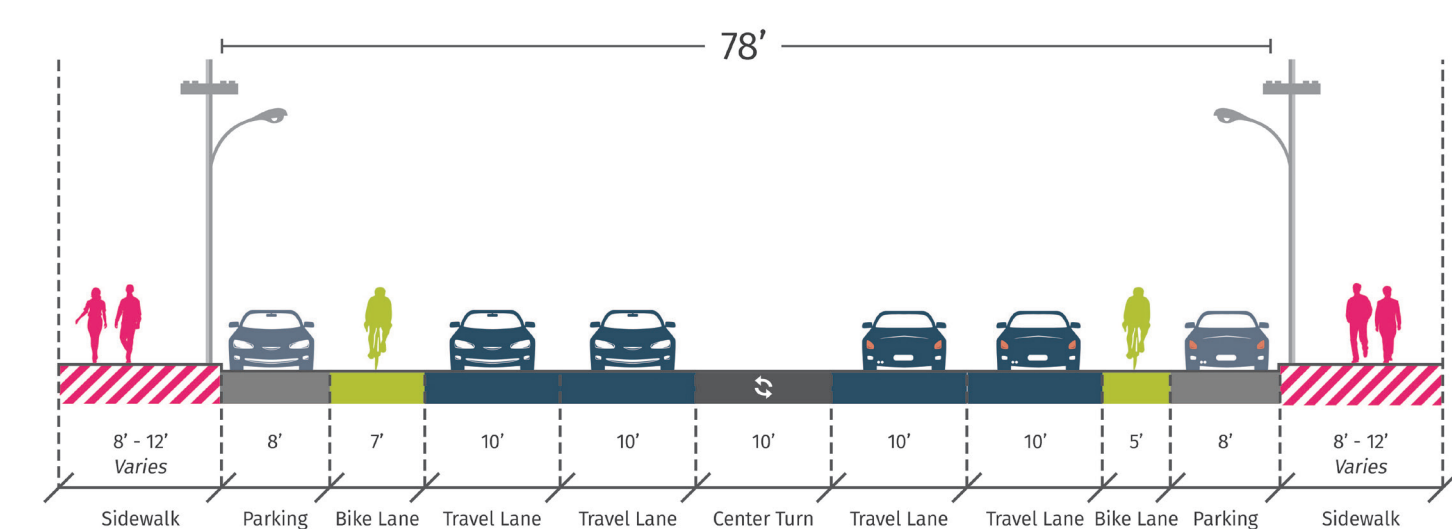 78’
8’ - 12’ 8’ 7’ 10’ 10’ 10’ 10’ 10’ 5’ 8’ 8’ - 12’
Varies Varies
Sidewalk Parking Bike Lane Travel Lane Travel Lane Center Turn Travel Lane Travel Lane Bike Lane Parking Sidewalk